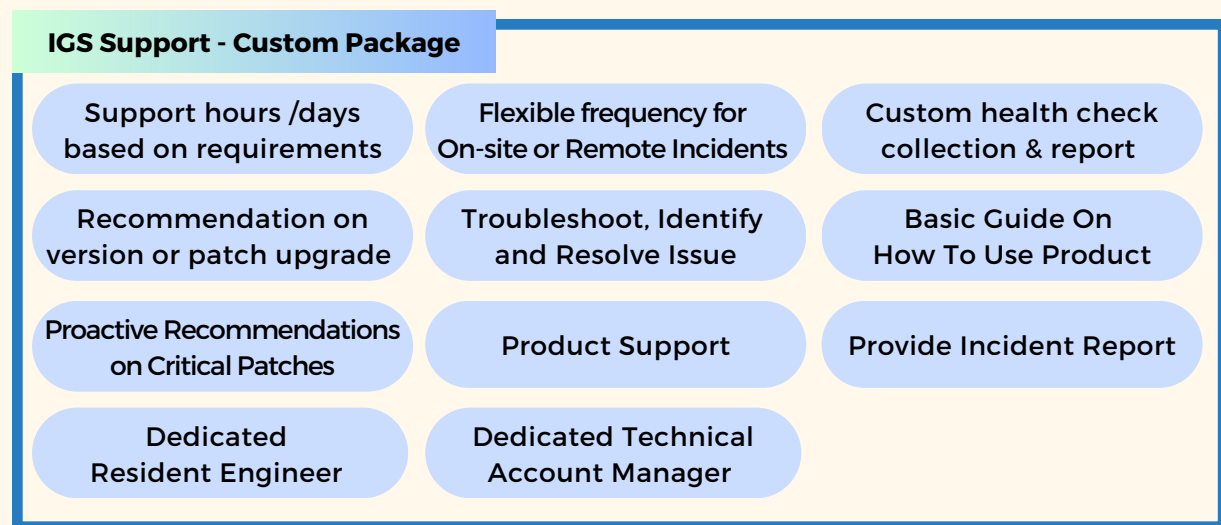 IGS Support - Custom Package
Support hours /days
based on requirements
Flexible frequency for
On-site or Remote Incidents
Custom health check
collection & report
Recommendation on
version or patch upgrade
Troubleshoot, Identify
and Resolve Issue
Basic Guide On
How To Use Product
Proactive Recommendations
on Critical Patches
Product Support
Provide Incident Report
Dedicated
Resident Engineer
Dedicated Technical
Account Manager